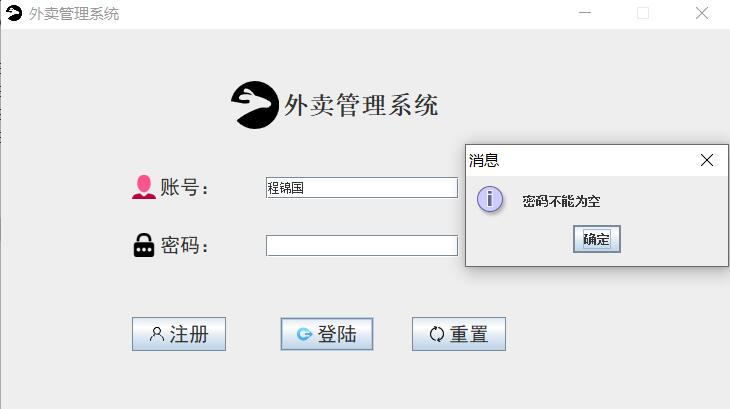 外卖管理系统
外卖管理系统
账号：
程锦国
密码：
注册
登陆
重置
消息
密码不能为空
确定